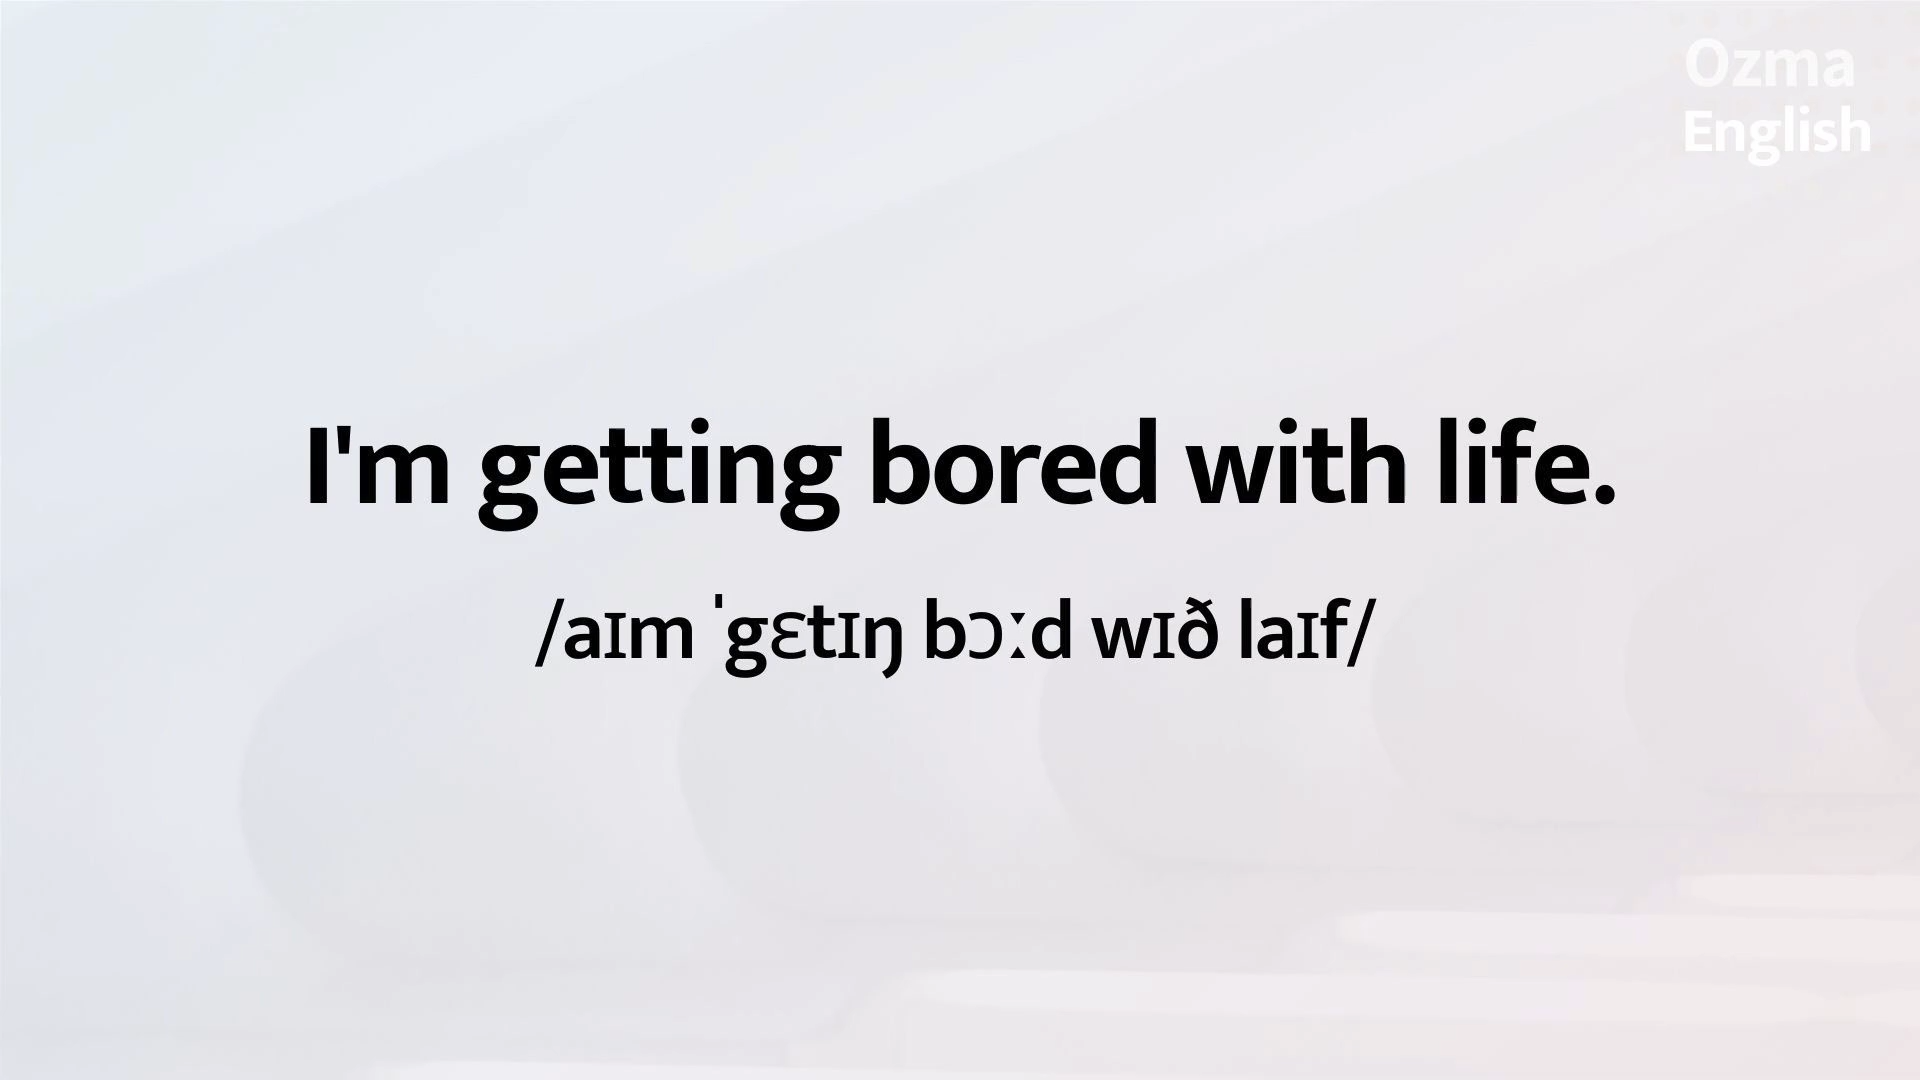 Ozma
English
I'm getting bored with life.
/aɪm ˈgɛtɪŋ bɔːd wɪð laɪf/